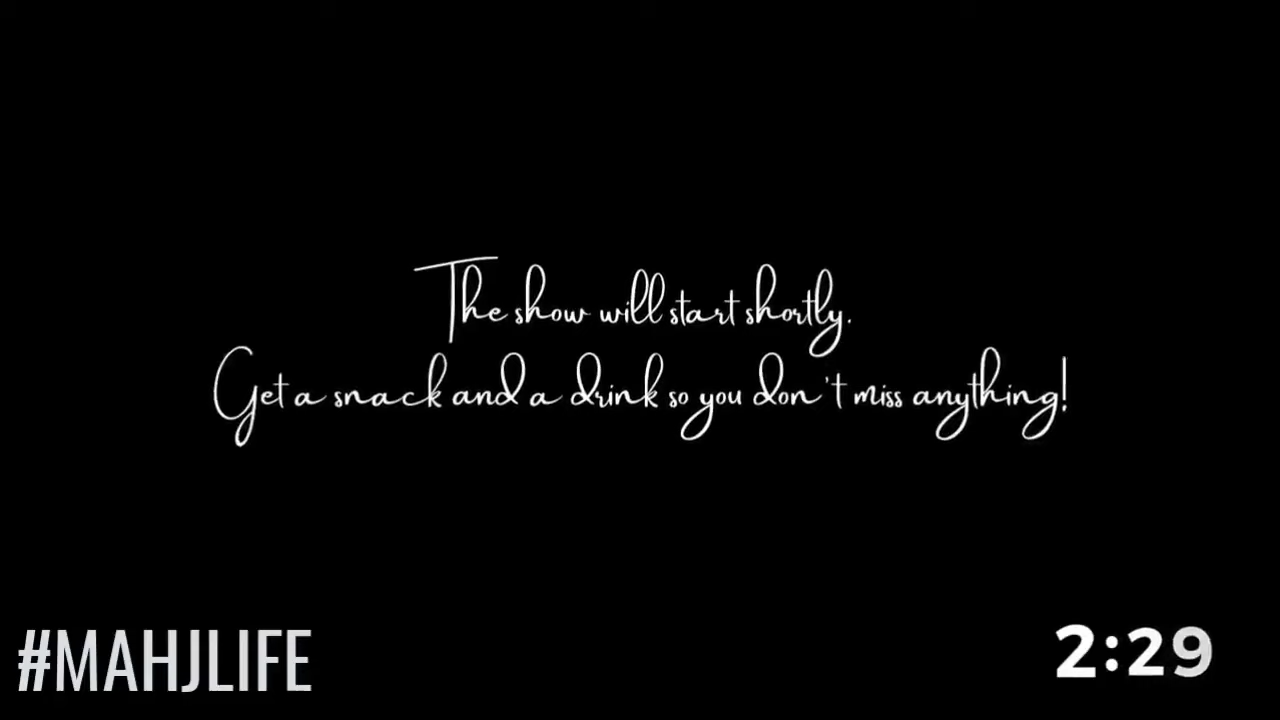 The show will start shortly.
Get a snack and a drink so you don't miss anything!
#MAHJLIFE
2:29